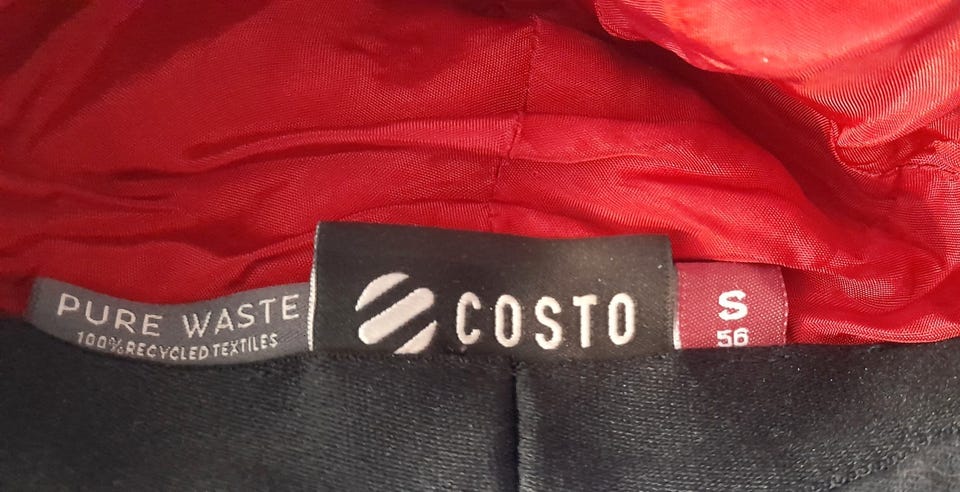 PURE WASTE
100% RECYCLED TEXTILES
COSTO
S
56